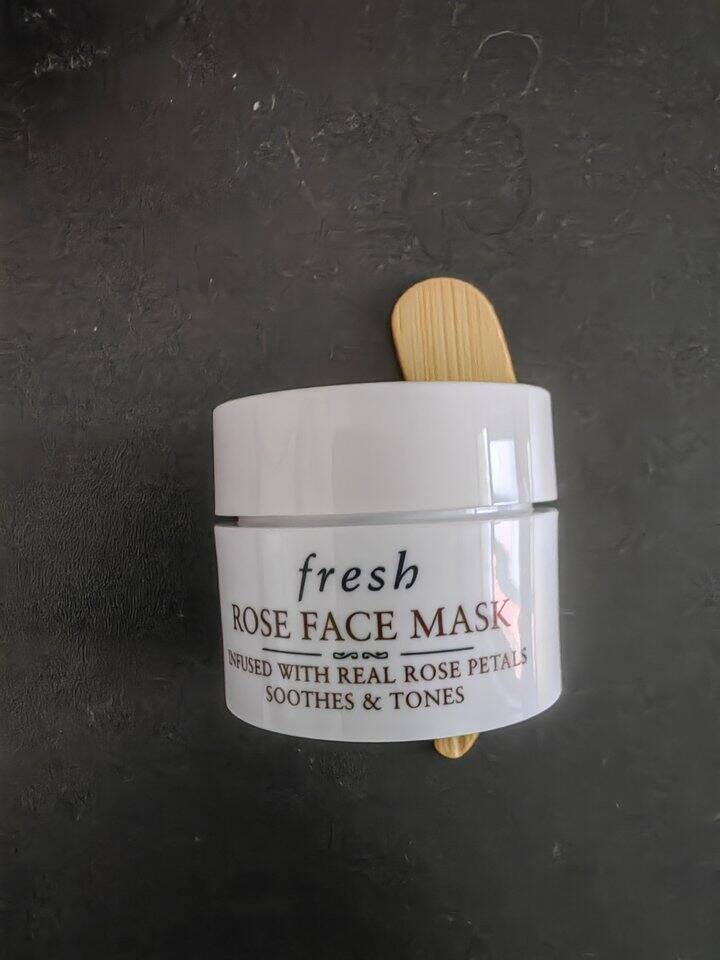 fresh
ROSE FACE MASK
INFUSED WITH REAL ROSE PETALS
SOOTHES & TONES